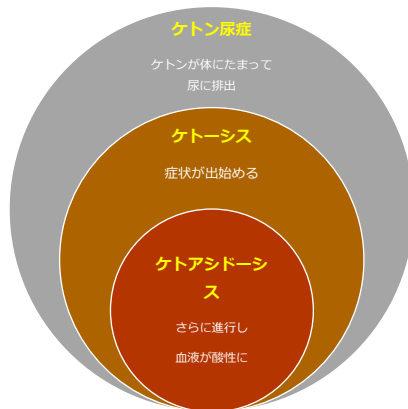 ケトン尿症
ケトンが体にたまって
尿に排出
ケトーシス
症状が出始める
ケトアシドーシ
ス
さらに進行し
血液が酸性に